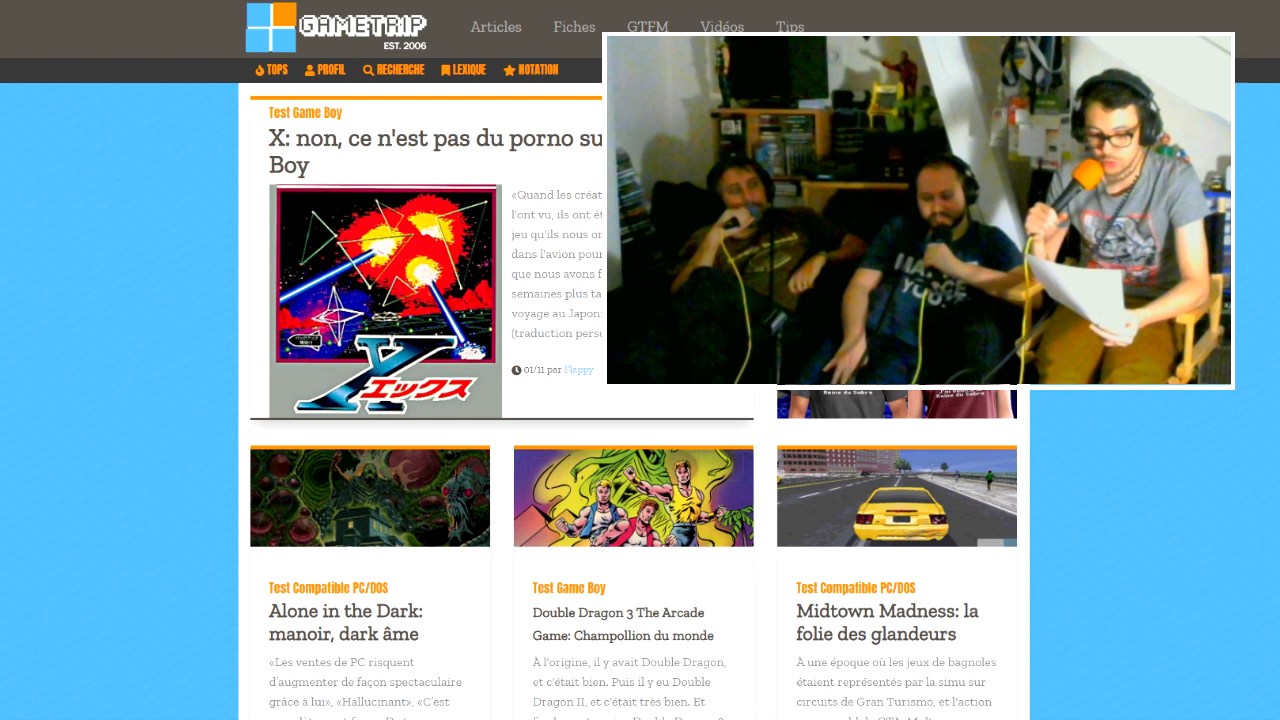 GAMETRIP
EST. 2006
Articles
Fiches
GTFM
Vidéos
Tips
TOPS
PROFIL
RECHERCHE
LEXIQUE
NOTATION
Test Game Boy
X: non, ce n'est pas du porno su
Boy
«Quand les créat
l'ont vu, ils ont ét
jeu qu'ils nous on
dans l'avion pour
que nous avons f
semaines plus ta
voyage au Japon
(traduction perso
01/11 par Flappy
X
エックス
Reine du Sabre
Reine du Sabre
Test Compatible PC/DOS
Alone in the Dark:
manoir, dark âme
«Les ventes de PC risquent
d'augmenter de façon spectaculaire
grâce à lui», «Hallucinant», «C'est
Test Game Boy
Double Dragon 3 The Arcade
Game: Champollion du monde
À l'origine, il y avait Double Dragon,
et c'était bien. Puis il y eu Double
Dragon II, et c'était très bien. Et
Test Compatible PC/DOS
Midtown Madness: la
folie des glandeurs
À une époque où les jeux de bagnoles
étaient représentés par la simu sur
circuits de Gran Turismo, et l'action